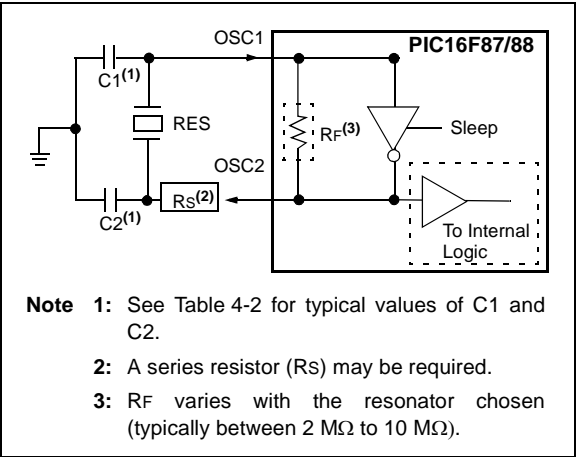 OSC1
PIC16F87/88
C1(1)
RES
RF(3)
Sleep
OSC2
RS(2)
C2(1)
To Internal
Logic
Note 1: See Table 4-2 for typical values of C1 and
C2.
2: A series resistor (RS) may be required.
3: RF varies with the resonator chosen
(typically between 2 MΩ to 10 MΩ).